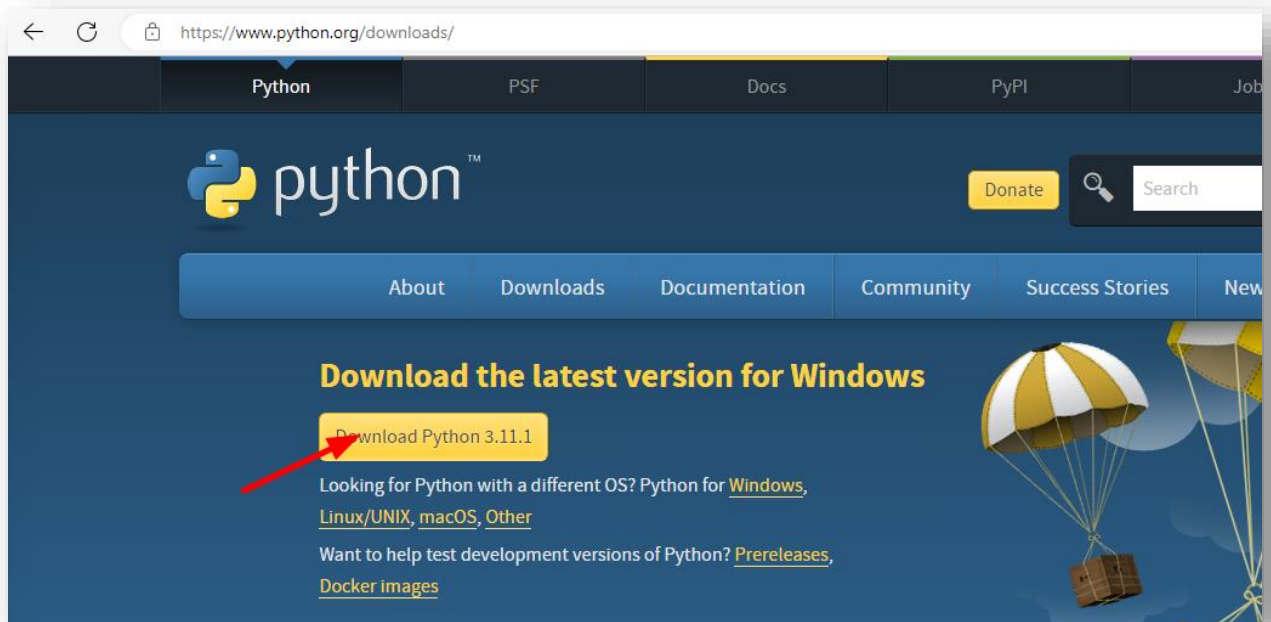 https://www.python.org/downloads/
Python PSF Docs PyPI Job
python™
Donate Search
About Downloads Documentation Community Success Stories New
Download the latest version for Windows
Download Python 3.11.1
Looking for Python with a different OS? Python for Windows,
Linux/UNIX, macOS, Other
Want to help test development versions of Python? Prereleases,
Docker images